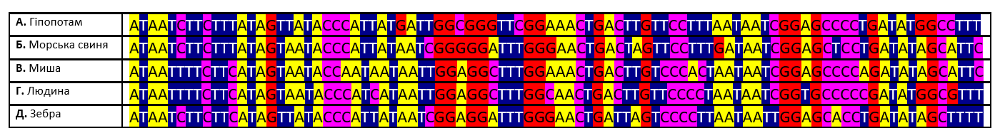 А. Гіпопотам ATAATCTTCTTTATAGTTATACCCATTATGATTGGCGGGTTCGGAAACTGACTTGTTCCTTTAATAATCGGAGCCCCTGATATGGCCTTT
Б. Морська свиня ATAATCTTCTTTATAGTAATACCCATTATAATCGGGGGATTTGGGAACTGACTAGTTCCTTTGATAATCGGAGCTCCTGATATAGCATTC
В. Миша ATAATTTTCTTCATAGTAATACCAATAATAATTGGAGGCTTTGGAAACTGACTTGTCCCACTAATAATCGGAGCCCCAGATATAGCATTC
Г. Людина ATAATTTTCTTCATAGTAATACCCATCATAATTGGAGGCTTTGGCAACTGACTTGTTCCCCTAATAATCGGTGCCCCCGATATGGCGTTT
Д. Зебра ATAATCTTCTTCATAGTTATACCCATTATAATCGGAGGATTTGGGAACTGATTAGTCCCCTTAATAATTGGAGCACCTGATATAGCTTTT